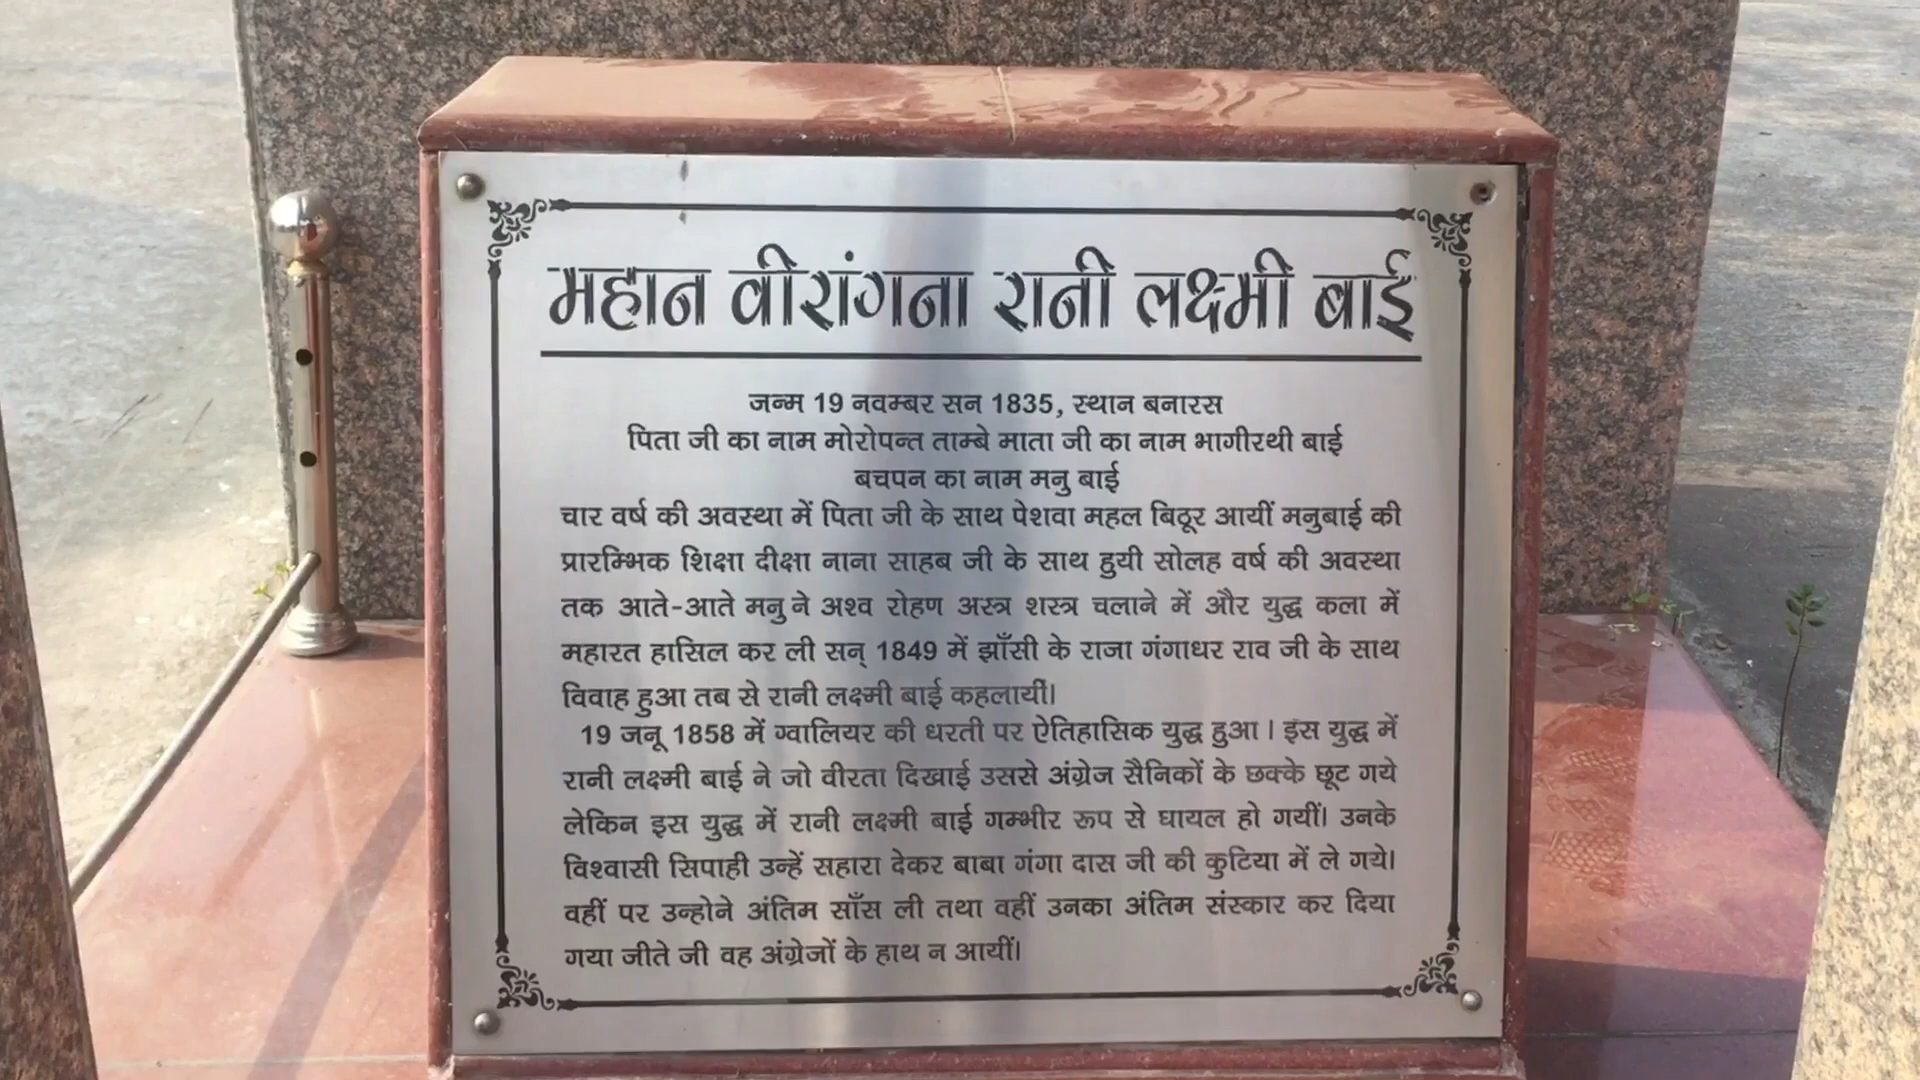 महान वीरांगना रानी लक्ष्मी बाई
जन्म 19 नवम्बर सन 1835, स्थान बनारस
पिता जी का नाम मोरोपन्त ताम्बे माता जी का नाम भागीरथी बाई
बचपन का नाम मनु बाई
चार वर्ष की अवस्था में पिता जी के साथ पेशवा महल बिठूर आयीं मनुबाई की
प्रारम्भिक शिक्षा दीक्षा नाना साहब जी के साथ हुयी सोलह वर्ष की अवस्था
तक आते-आते मनु ने अश्व रोहण अस्त्र शस्त्र चलाने में और युद्ध कला में
महारत हासिल कर ली सन् 1849 में झाँसी के राजा गंगाधर राव जी के साथ
विवाह हुआ तब से रानी लक्ष्मी बाई कहलायीं।
19 जनू 1858 में ग्वालियर की धरती पर ऐतिहासिक युद्ध हुआ । इस युद्ध में
रानी लक्ष्मी बाई ने जो वीरता दिखाई उससे अंग्रेज सैनिकों के छक्के छूट गये
लेकिन इस युद्ध में रानी लक्ष्मी बाई गम्भीर रूप से घायल हो गयीं। उनके
विश्वासी सिपाही उन्हें सहारा देकर बाबा गंगा दास जी की कुटिया में ले गये।
वहीं पर उन्होने अंतिम साँस ली तथा वहीं उनका अंतिम संस्कार कर दिया
गया जीते जी वह अंग्रेजों के हाथ न आयीं।